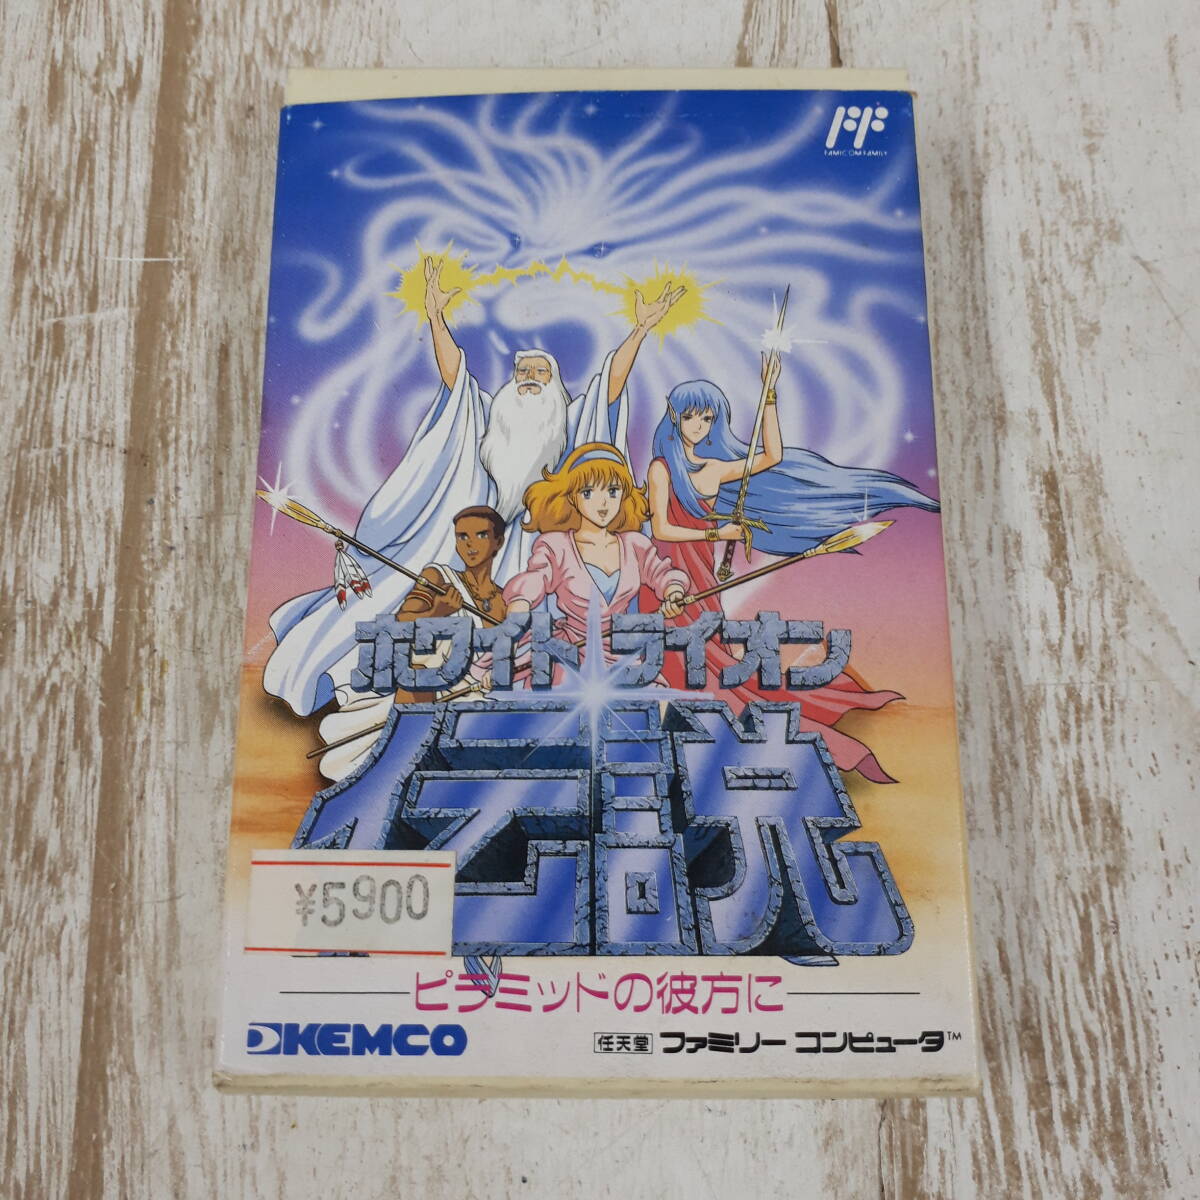 FF
FAMICOM FAMILY
ホワイトライオン
伝説
¥5900
ピラミッドの彼方に
KEMCO
任天堂 ファミリー コンピュータ™